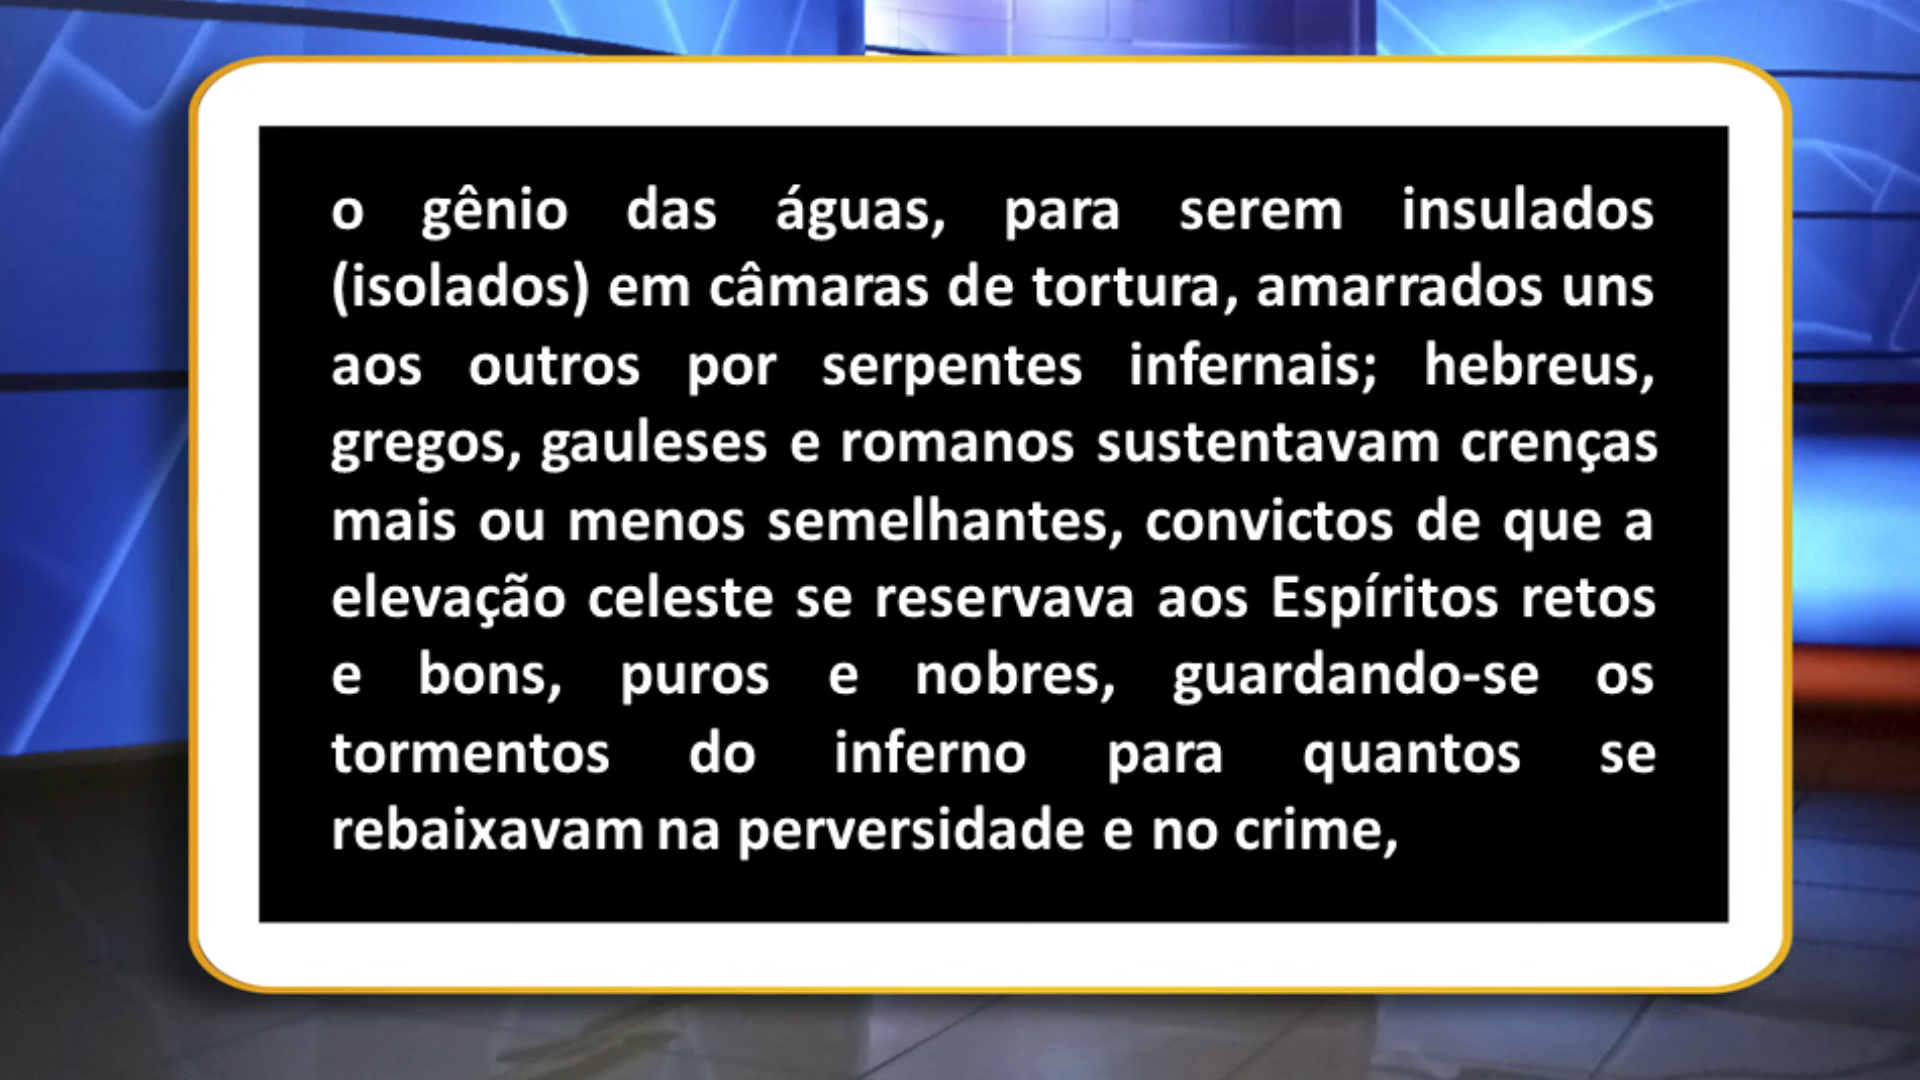 o gênio das águas, para serem insulados
(isolados) em câmaras de tortura, amarrados uns
aos outros por serpentes infernais; hebreus,
gregos, gauleses e romanos sustentavam crenças
mais ou menos semelhantes, convictos de que a
elevação celeste se reservava aos Espíritos retos
e bons, puros e nobres, guardando-se os
tormentos do inferno para quantos se
rebaixavam na perversidade e no crime,